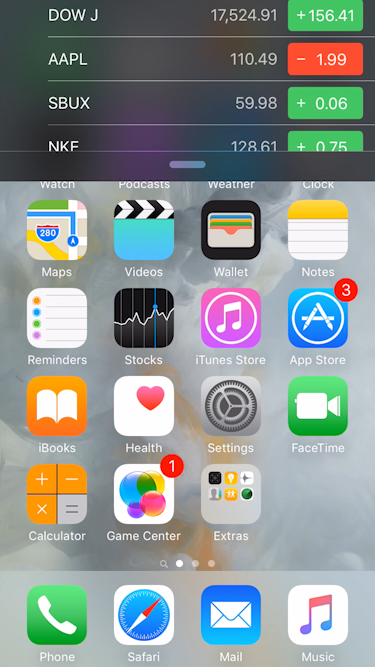 DOW J 17,524.91 +156.41
AAPL 110.49 − 1.99
SBUX 59.98 + 0.06
NKE 128.61 + 0.75
Watch Podcasts Weather Clock
280
Maps Videos Wallet Notes
3
Reminders Stocks iTunes Store App Store
iBooks Health Settings FaceTime
1
Calculator Game Center Extras
Phone Safari Mail Music